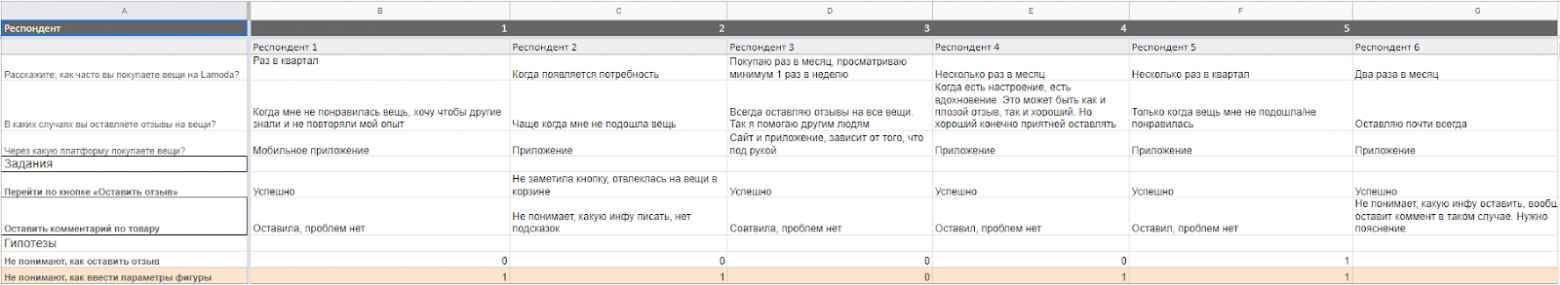 A B C D E F G
Респондент 1 2 3 4 5
Респондент 1 Респондент 2 Респондент 3 Респондент 4 Респондент 5 Респондент 6
Расскажите, как часто вы покупаете вещи на Lamoda?
Раз в квартал
Когда появляется потребность
Покупаю раз в месяц, просматриваю
минимум 1 раз в неделю
Несколько раз в месяц
Несколько раз в квартал
Два раза в месяц
В каких случаях вы оставляете отзывы на вещи?
Когда мне не понравилась вещь, хочу чтобы другие
знали и не повторяли мой опыт
Чаще когда мне не подошла вещь
Всегда оставляю отзывы на все вещи.
Так я помогаю другим людям
Когда есть настроение, есть
вдохновение. Это может быть как и
плозой отзыв, так и хороший. Но
хороший конечно приятней оставлять
Только когда вещь мне не подошла/не
понравилась
Оставляю почти всегда
Через какую платформу покупаете вещи?
Мобильное приложение
Приложение
Сайт и приложение, зависит от того, что
под рукой
Приложение
Приложение
Приложение
Задания
Перейти по кнопке «Оставить отзыв»
Успешно
Не заметила кнопку, отвлеклась на вещи в
корзине
Успешно
Успешно
Успешно
Успешно
Оставить комментарий по товару
Оставила, проблем нет
Не понимает, какую инфу писать, нет
подсказок
Соатвила, проблем нет
Оставил, проблем нет
Оставил, проблем нет
Не понимает, какую инфу оставить, вообщ
оставит коммент в таком случае. Нужно
пояснение
Гипотезы
Не понимают, как оставить отзыв 0 0 0 0 1
Не понимают, как ввести параметры фигуры 1 1 0 1 1